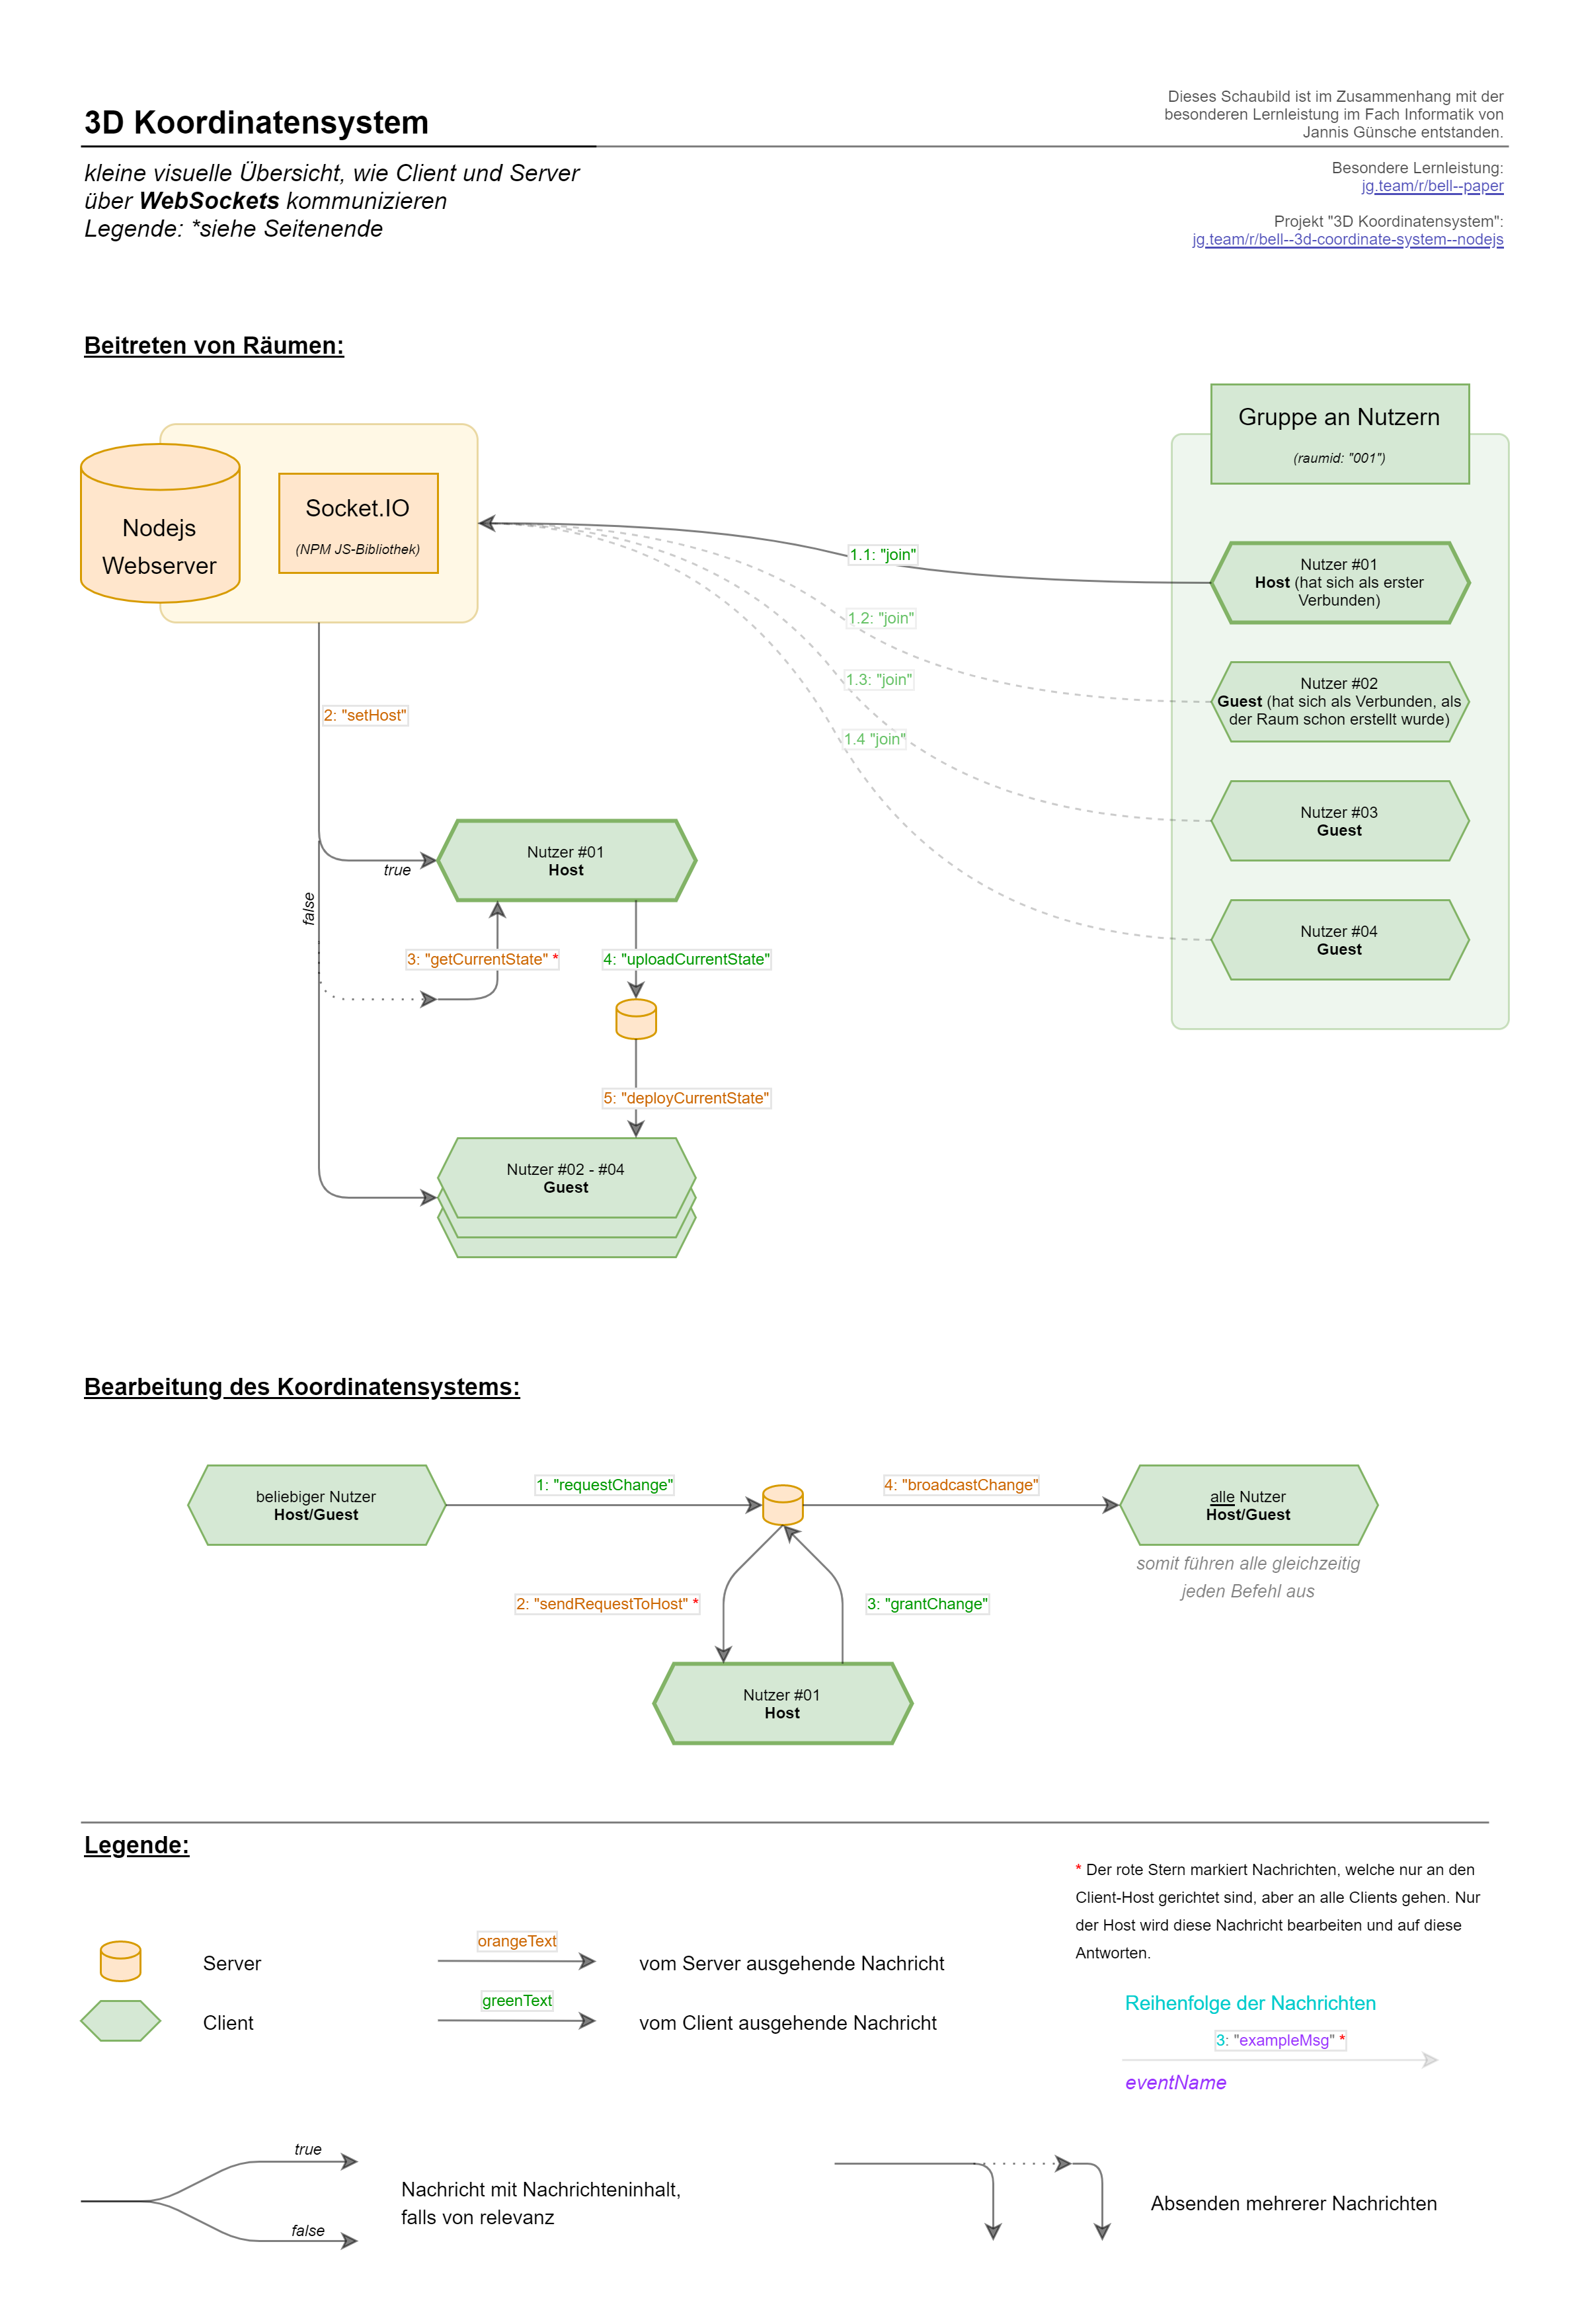 3D Koordinatensystem
kleine visuelle Übersicht, wie Client und Server
über WebSockets kommunizieren
Legende: *siehe Seitenende
Dieses Schaubild ist im Zusammenhang mit der
besonderen Lernleistung im Fach Informatik von
Jannis Günsche entstanden.
Besondere Lernleistung:
jg.team/r/bell--paper
Projekt "3D Koordinatensystem":
jg.team/r/bell--3d-coordinate-system--nodejs
Beitreten von Räumen:
Nodejs
Webserver
Socket.IO
(NPM JS-Bibliothek)
Gruppe an Nutzern
(raumid: "001")
1.1: "join"
1.2: "join"
1.3: "join"
1.4 "join"
Nutzer #01
Host (hat sich als erster
Verbunden)
Nutzer #02
Guest (hat sich als Verbunden, als
der Raum schon erstellt wurde)
Nutzer #03
Guest
Nutzer #04
Guest
2: "setHost"
true
false
Nutzer #01
Host
3: "getCurrentState" *
4: "uploadCurrentState"
5: "deployCurrentState"
Nutzer #02 - #04
Guest
Bearbeitung des Koordinatensystems:
beliebiger Nutzer
Host/Guest
1: "requestChange"
4: "broadcastChange"
alle Nutzer
Host/Guest
somit führen alle gleichzeitig
jeden Befehl aus
2: "sendRequestToHost" *
3: "grantChange"
Nutzer #01
Host
Legende:
Server
orangeText
vom Server ausgehende Nachricht
Client
greenText
vom Client ausgehende Nachricht
* Der rote Stern markiert Nachrichten, welche nur an den
Client-Host gerichtet sind, aber an alle Clients gehen. Nur
der Host wird diese Nachricht bearbeiten und auf diese
Antworten.
Reihenfolge der Nachrichten
3: "exampleMsg" *
eventName
true
false
Nachricht mit Nachrichteninhalt,
falls von relevanz
Absenden mehrerer Nachrichten